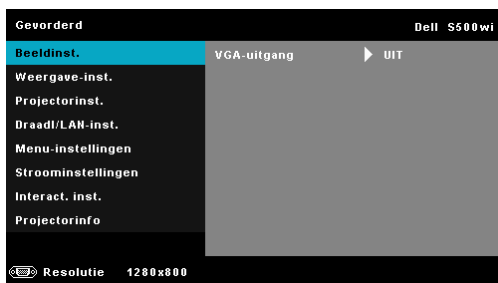 Gevorderd Dell S500wi
Beeldinst. VGA-uitgang UIT
Weergave-inst.
Projectorinst.
Draadl/LAN-inst.
Menu-instellingen
Stroominstellingen
Interact. inst.
Projectorinfo
Resolutie 1280x800